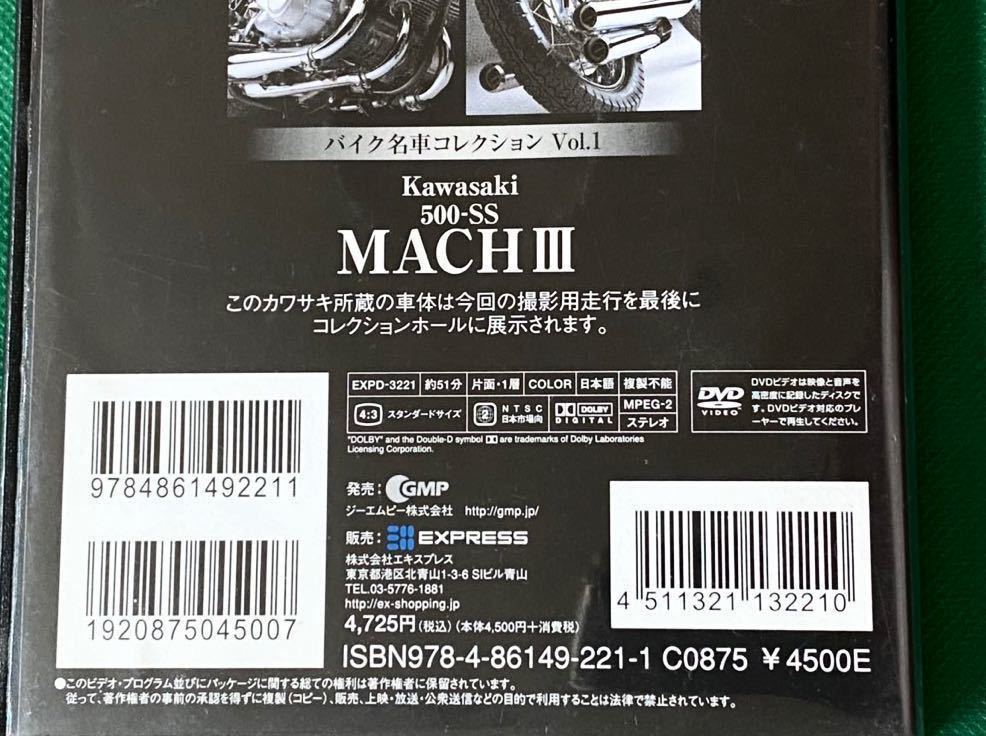 バイク名車コレクション Vol.1
Kawasaki
500-SS
MACH III
このカワサキ所蔵の車体は今回の撮影用走行を最後に
コレクションホールに展示されます。
EXPD-3221 約51分 片面・1層 COLOR 日本語 複製不能
4:3 スタンダードサイズ 2 NTSC 日本市場向 DOLBY DIGITAL MPEG-2 ステレオ
"DOLBY" and the Double-D symbol are trademarks of Dolby Laboratories
Licensing Corporation.
DVD VIDEO
DVDビデオは映像と音声を
高密度に記録したディスクで
す。DVDビデオ対応のプレ
ーヤーで再生してください。
9784861492211
1920875045007
発売:GMP
ジーエムピー株式会社 http://gmp.jp/
販売:EXPRESS
株式会社エキスプレス
東京都港区北青山1-3-6 SIビル青山
TEL.03-5776-1881
http://ex-shopping.jp
4,725円(税込)(本体4,500円+消費税)
4 511321 132210
ISBN978-4-86149-221-1 C0875 ¥4500E
●このビデオ・プログラム並びにパッケージに関する総ての権利は著作権者に保留されています。
従って、著作権者の事前の承認を得ずに複製(コピー)、販売、上映・放送・公衆送信などの目的で利用することは法律で禁止されています。